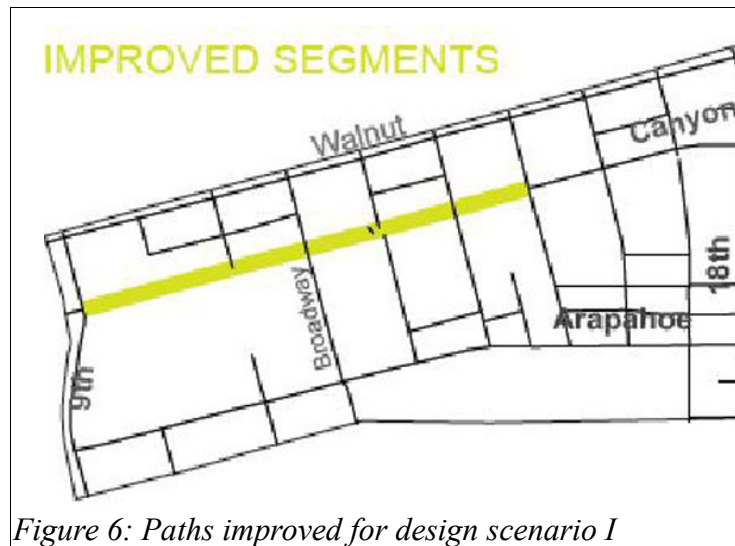 IMPROVED SEGMENTS
Walnut
Canyon
Broadway
18th
Arapahoe
9th
Figure 6: Paths improved for design scenario I